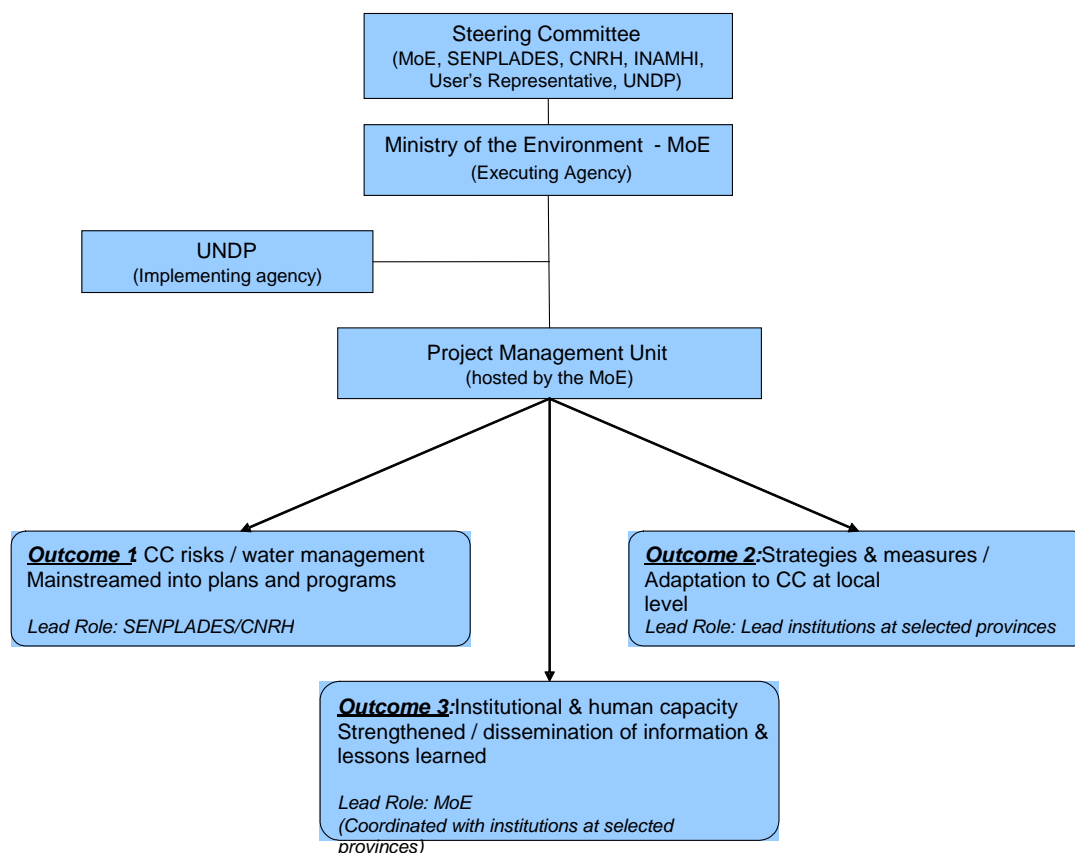 Steering Committee
(MoE, SENPLADES, CNRH, INAMHI,
User's Representative, UNDP)
Ministry of the Environment - MoE
(Executing Agency)
UNDP
(Implementing agency)
Project Management Unit
(hosted by the MoE)
Outcome 1: CC risks / water management
Mainstreamed into plans and programs
Lead Role: SENPLADES/CNRH
Outcome 2:Strategies & measures /
Adaptation to CC at local
level
Lead Role: Lead institutions at selected provinces
Outcome 3:Institutional & human capacity
Strengthened / dissemination of information &
lessons learned
Lead Role: MoE
(Coordinated with institutions at selected
provinces)